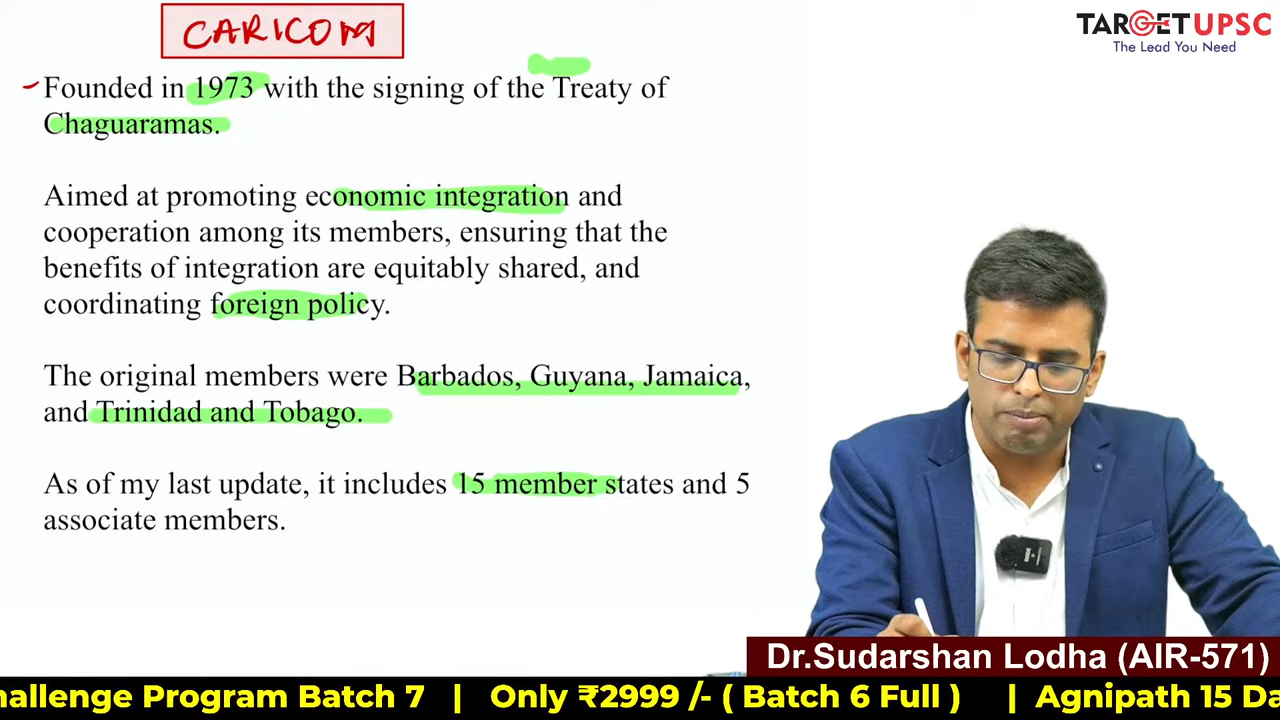 CARICOM
TARGETUPSC
The Lead You Need
Founded in 1973 with the signing of the Treaty of
Chaguaramas.
Aimed at promoting economic integration and
cooperation among its members, ensuring that the
benefits of integration are equitably shared, and
coordinating foreign policy.
The original members were Barbados, Guyana, Jamaica,
and Trinidad and Tobago.
As of my last update, it includes 15 member states and 5
associate members.
Dr.Sudarshan Lodha (AIR-571)
hallenge Program Batch 7 | Only ₹2999 /- ( Batch 6 Full ) | Agnipath 15 Da